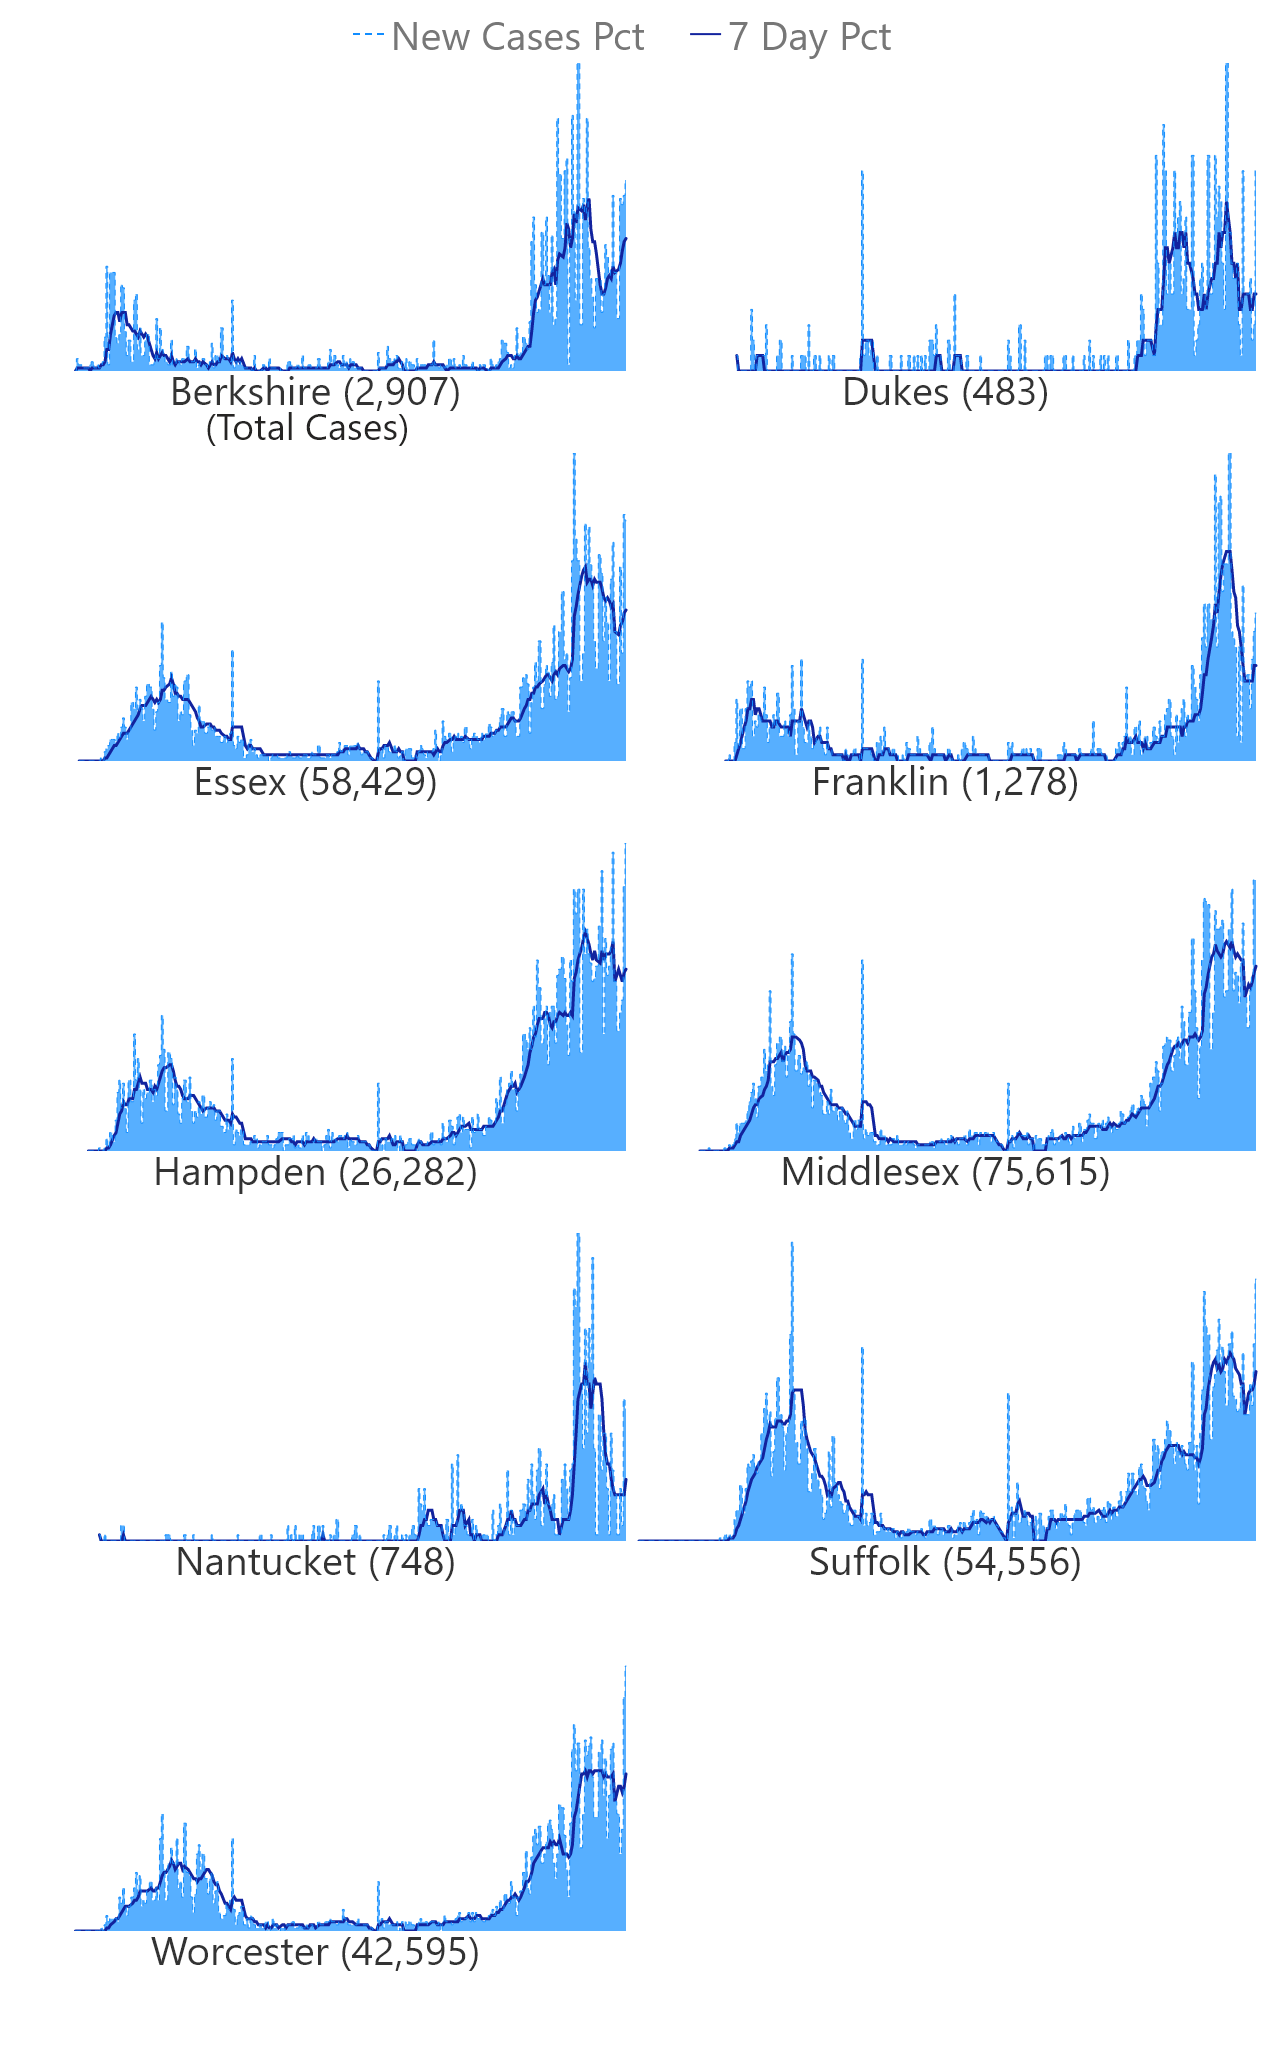 New Cases Pct 7 Day Pct
Berkshire (2,907)
(Total Cases)
Dukes (483)
Essex (58,429)
Franklin (1,278)
Hampden (26,282)
Middlesex (75,615)
Nantucket (748)
Suffolk (54,556)
Worcester (42,595)